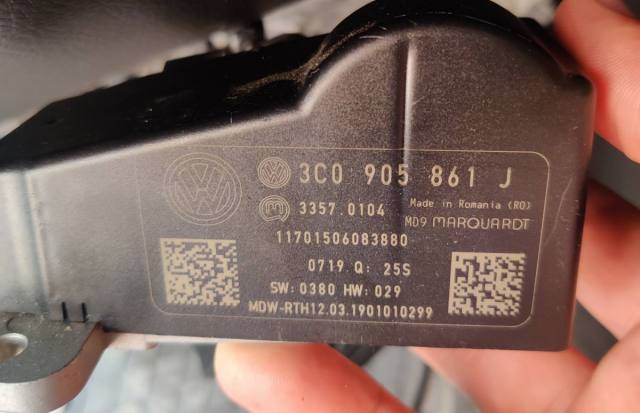 3C0 905 861 J
3357.0104 Made in Romania (RO)
MD9 MARQUARDT
11701506083880
0719 Q: 25S
SW: 0380 HW: 029
MDW-RTH12.03.1901010299